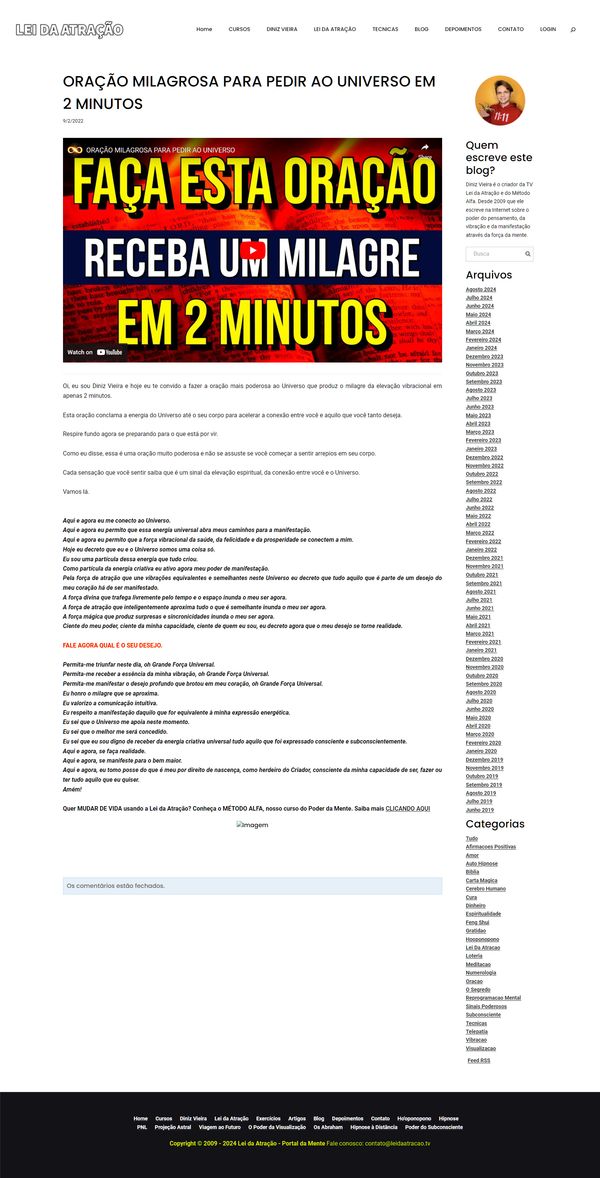 LEI DA ATRAÇÃO
Home CURSOS DINIZ VIEIRA LEI DA ATRAÇÃO TECNICAS BLOG DEPOIMENTOS CONTATO LOGIN
ORAÇÃO MILAGROSA PARA PEDIR AO UNIVERSO EM
2 MINUTOS
9/2/2022
ORAÇÃO MILAGROSA PARA PEDIR AO UNIVERSO
Share
FAÇA ESTA ORAÇÃO
RECEBA UM MILAGRE
EM 2 MINUTOS
Watch on YouTube
Oi, eu sou Diniz Vieira e hoje eu te convido a fazer a oração mais poderosa ao Universo que produz o milagre da elevação vibracional em
apenas 2 minutos.
Esta oração conclama a energia do Universo até o seu corpo para acelerar a conexão entre você e aquilo que você tanto deseja.
Respire fundo agora se preparando para o que está por vir.
Como eu disse, essa é uma oração muito poderosa e não se assuste se você começar a sentir arrepios em seu corpo.
Cada sensação que você sentir saiba que é um sinal da elevação espiritual, da conexão entre você e o Universo.
Vamos lá.
Aqui e agora eu me conecto ao Universo.
Aqui e agora eu permito que essa energia universal abra meus caminhos para a manifestação.
Aqui e agora eu permito que a força vibracional da saúde, da felicidade e da prosperidade se conectem a mim.
Hoje eu decreto que eu e o Universo somos uma coisa só.
Eu sou uma partícula dessa energia que tudo criou.
Como partícula da energia criativa eu ativo agora meu poder de manifestação.
Pela força de atração que une vibrações equivalentes e semelhantes neste Universo eu decreto que tudo aquilo que é parte de um desejo do
meu coração há de ser manifestado.
A força divina que trafega livremente pelo tempo e o espaço inunda o meu ser agora.
A força de atração que inteligentemente aproxima tudo o que é semelhante inunda o meu ser agora.
A força mágica que produz surpresas e sincronicidades inunda o meu ser agora.
Ciente do meu poder, ciente da minha capacidade, ciente de quem eu sou, eu decreto agora que o meu desejo se torne realidade.
FALE AGORA QUAL É O SEU DESEJO.
Permita-me triunfar neste dia, oh Grande Força Universal.
Permita-me receber a essência da minha vibração, oh Grande Força Universal.
Permita-me manifestar o desejo profundo que brotou em meu coração, oh Grande Força Universal.
Eu honro o milagre que se aproxima.
Eu valorizo a comunicação intuitiva.
Eu respeito a manifestação daquilo que for equivalente à minha expressão energética.
Eu sei que o Universo me apoia neste momento.
Eu sei que o melhor me será concedido.
Eu sei que eu sou digno de receber da energia criativa universal tudo aquilo que foi expressado consciente e subconscientemente.
Aqui e agora, se faça realidade.
Aqui e agora, se manifeste para o bem maior.
Aqui e agora, eu tomo posse do que é meu por direito de nascença, como herdeiro do Criador, consciente da minha capacidade de ser, fazer ou
ter tudo aquilo que eu quiser.
Amém!
Quer MUDAR DE VIDA usando a Lei da Atração? Conheça o MÉTODO ALFA, nosso curso do Poder da Mente. Saiba mais CLICANDO AQUI
Imagem
Os comentários estão fechados.
11:11
Quem
escreve este
blog?
Diniz Vieira é o criador da TV
Lei da Atração e do Método
Alfa. Desde 2009 que ele
escreve na Internet sobre o
poder do pensamento, da
vibração e da manifestação
através da força da mente.
Busca
Arquivos
Agosto 2024
Julho 2024
Junho 2024
Maio 2024
Abril 2024
Março 2024
Fevereiro 2024
Janeiro 2024
Dezembro 2023
Novembro 2023
Outubro 2023
Setembro 2023
Agosto 2023
Julho 2023
Junho 2023
Maio 2023
Abril 2023
Março 2023
Fevereiro 2023
Janeiro 2023
Dezembro 2022
Novembro 2022
Outubro 2022
Setembro 2022
Agosto 2022
Julho 2022
Junho 2022
Maio 2022
Abril 2022
Março 2022
Fevereiro 2022
Janeiro 2022
Dezembro 2021
Novembro 2021
Outubro 2021
Setembro 2021
Agosto 2021
Julho 2021
Junho 2021
Maio 2021
Abril 2021
Março 2021
Fevereiro 2021
Janeiro 2021
Dezembro 2020
Novembro 2020
Outubro 2020
Setembro 2020
Agosto 2020
Julho 2020
Junho 2020
Maio 2020
Abril 2020
Março 2020
Fevereiro 2020
Janeiro 2020
Dezembro 2019
Novembro 2019
Outubro 2019
Setembro 2019
Agosto 2019
Julho 2019
Junho 2019
Categorias
Tudo
Afirmacoes Positivas
Amor
Auto Hipnose
Biblia
Carta Magica
Cerebro Humano
Cura
Dinheiro
Espiritualidade
Feng Shui
Gratidao
Hooponopono
Lei Da Atracao
Loteria
Meditacao
Numerologia
Oracao
O Segredo
Reprogramacao Mental
Sinais Poderosos
Subconsciente
Tecnicas
Telepatia
Vibracao
Visualizacao
Feed RSS
Home Cursos Diniz Vieira Lei da Atração Exercícios Artigos Blog Depoimentos Contato Ho'oponopono Hipnose
PNL Projeção Astral Viagem ao Futuro O Poder da Visualização Os Abraham Hipnose à Distância Poder do Subconsciente
Copyright © 2009 - 2024 Lei da Atração - Portal da Mente Fale conosco: contato@leidaatracao.tv